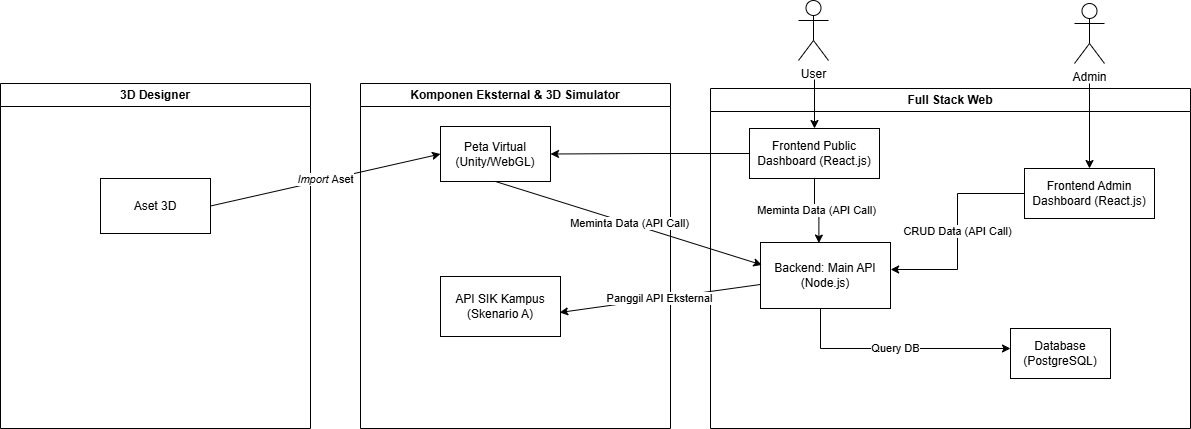 User
Admin
3D Designer
Komponen Eksternal & 3D Simulator
Full Stack Web
Peta Virtual
(Unity/WebGL)
Frontend Public
Dashboard (React.js)
Import Aset
Aset 3D
Frontend Admin
Dashboard (React.js)
Meminta Data (API Call)
Meminta Data (API Call)
CRUD Data (API Call)
Backend: Main API
(Node.js)
API SIK Kampus
(Skenario A)
Panggil API Eksternal
Query DB
Database
(PostgreSQL)